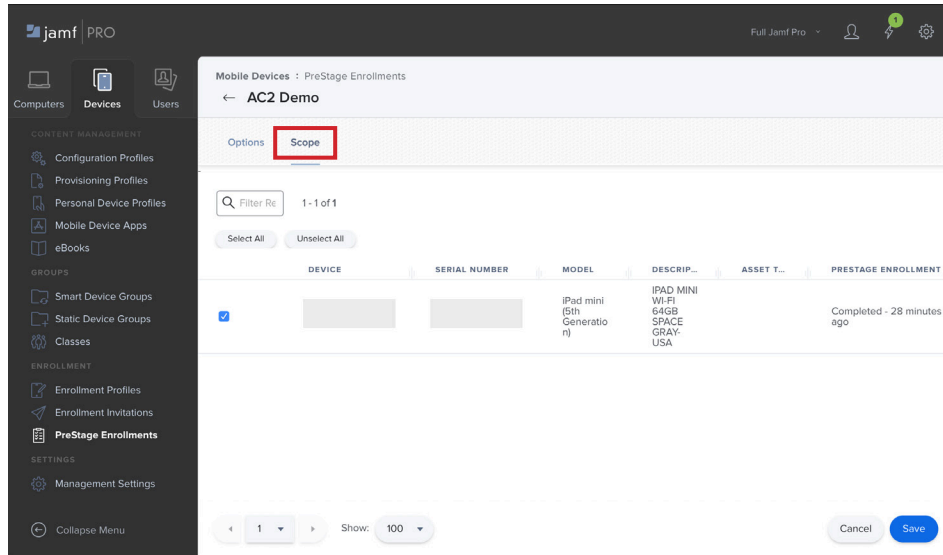 jamf PRO
Full Jamf Pro
1
Computers
Devices
Users
Mobile Devices : PreStage Enrollments
← AC2 Demo
CONTENT MANAGEMENT
Configuration Profiles
Provisioning Profiles
Personal Device Profiles
Mobile Device Apps
eBooks
GROUPS
Smart Device Groups
Static Device Groups
Classes
ENROLLMENT
Enrollment Profiles
Enrollment Invitations
PreStage Enrollments
SETTINGS
Management Settings
Collapse Menu
Options
Scope
Filter Re
1 - 1 of 1
Select All
Unselect All
DEVICE
SERIAL NUMBER
MODEL
DESCRIP...
ASSET T...
PRESTAGE ENROLLMENT
iPad mini
(5th
Generatio
n)
IPAD MINI
WI-FI
64GB
SPACE
GRAY-
USA
Completed - 28 minutes
ago
1
Show: 100
Cancel
Save